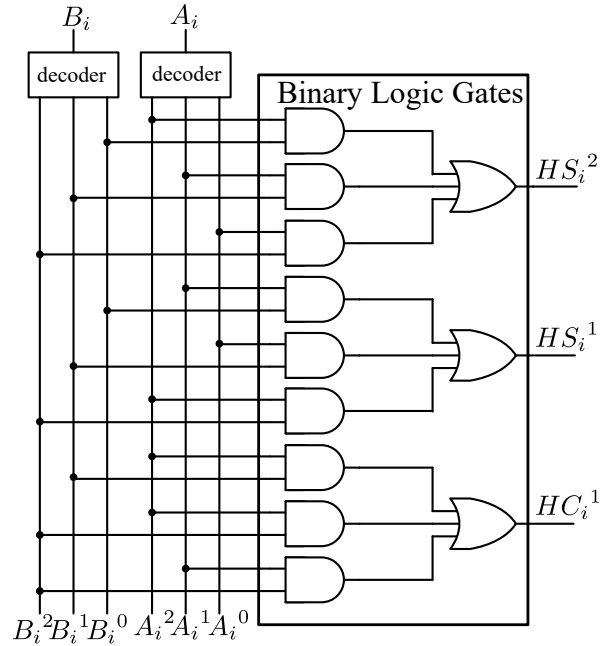 B_i A_i
decoder decoder
Binary Logic Gates
HS_i^2
HS_i^1
HC_i^1
B_i^2 B_i^1 B_i^0 A_i^2 A_i^1 A_i^0